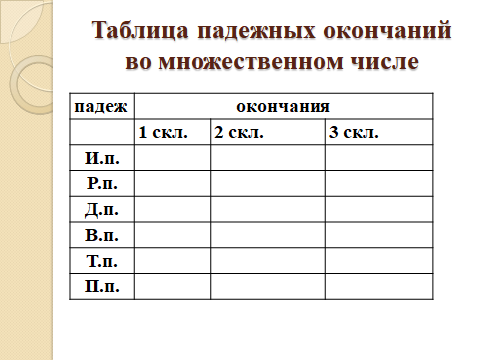 Таблица падежных окончаний
во множественном числе
падеж окончания
1 скл. 2 скл. 3 скл.
И.п.
Р.п.
Д.п.
В.п.
Т.п.
П.п.